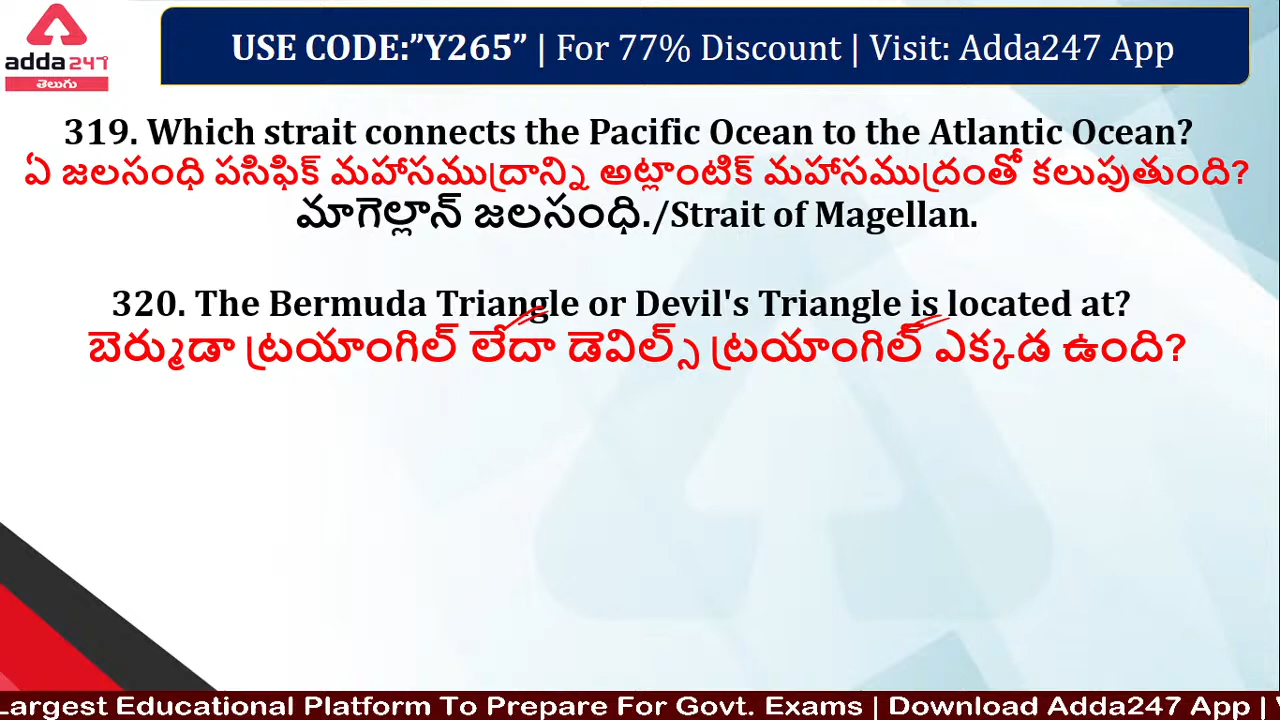 adda247
తెలుగు
USE CODE:”Y265” | For 77% Discount | Visit: Adda247 App
319. Which strait connects the Pacific Ocean to the Atlantic Ocean?
ఏ జలసంధి పసిఫిక్ మహాసముద్రాన్ని అట్లాంటిక్ మహాసముద్రంతో కలుపుతుంది?
మాగెల్లాన్ జలసంధి./Strait of Magellan.
320. The Bermuda Triangle or Devil's Triangle is located at?
బెర్ముడా ట్రయాంగిల్ లేదా డెవిల్స్ ట్రయాంగిల్ ఎక్కడ ఉంది?
Largest Educational Platform To Prepare For Govt. Exams | Download Adda247 App |